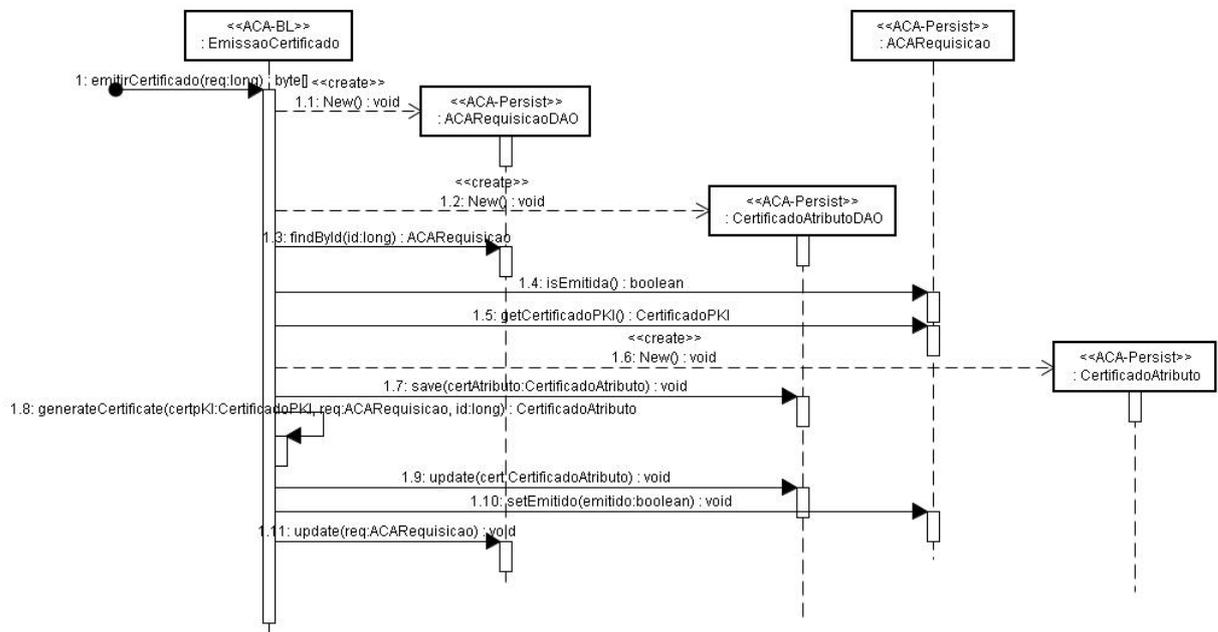 <<ACA-BL>>
: EmissaoCertificado
<<ACA-Persist>>
: ACARequisicao
1: emitirCertificado(req:long) : byte[]
<<create>>
1.1: New() : void
<<ACA-Persist>>
: ACARequisicaoDAO
<<create>>
1.2: New() : void
<<ACA-Persist>>
: CertificadoAtributoDAO
1.3: findById(id:long) : ACARequisicao
1.4: isEmitida() : boolean
1.5: getCertificadoPKI() : CertificadoPKI
<<create>>
1.6: New() : void
<<ACA-Persist>>
: CertificadoAtributo
1.7: save(certAtributo:CertificadoAtributo) : void
1.8: generateCertificate(certpKI:CertificadoPKI, req:ACARequisicao, id:long) : CertificadoAtributo
1.9: update(cert:CertificadoAtributo) : void
1.10: setEmitido(emitido:boolean) : void
1.11: update(req:ACARequisicao) : void